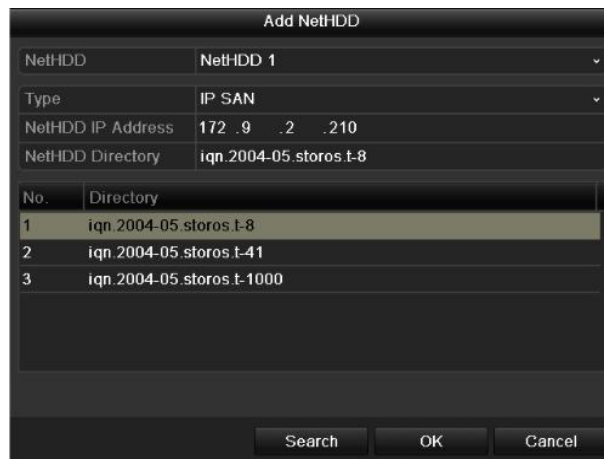 Add NetHDD
NetHDD NetHDD 1
Type IP SAN
NetHDD IP Address 172 .9 .2 .210
NetHDD Directory iqn.2004-05.storos.t-8
No. Directory
1 iqn.2004-05.storos.t-8
2 iqn.2004-05.storos.t-41
3 iqn.2004-05.storos.t-1000
Search OK Cancel